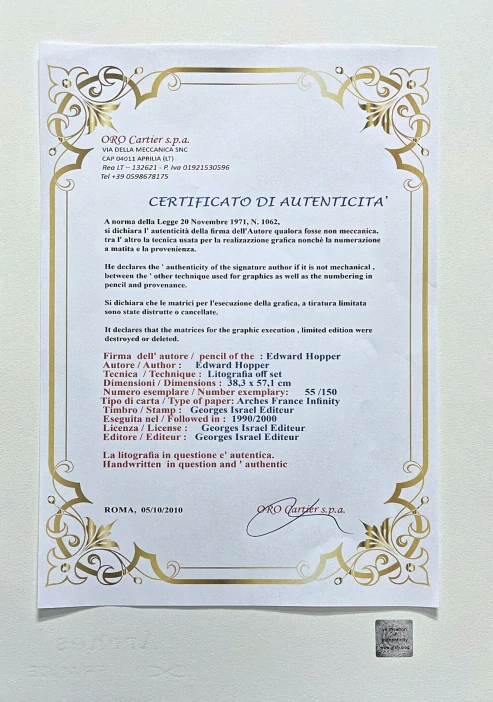 ORO Cartier s.p.a.
VIA DELLA MECCANICA SNC
CAP 04011 APRILIA (LT)
Rea LT – 132621 - P. Iva 01921530596
Tel +39 0598678175
CERTIFICATO DI AUTENTICITA'
A norma della Legge 20 Novembre 1971, N. 1062,
si dichiara l' autenticità della firma dell'Autore qualora fosse non meccanica,
tra l' altro la tecnica usata per la realizazzione grafica nonchè la numerazione
a matita e la provenienza.
He declares the ' authenticity of the signature author if it is not mechanical ,
between the ' other technique used for graphics as well as the numbering in
pencil and provenance.
Si dichiara che le matrici per l'esecuzione della grafica, a tiratura limitata
sono state distrutte o cancellate.
It declares that the matrices for the graphic execution , limited edition were
destroyed or deleted.
Firma dell' autore / pencil of the : Edward Hopper
Autore / Author : Edward Hopper
Tecnica / Technique : Litografia off set
Dimensioni / Dimensions : 38,3 x 57,1 cm
Numero esemplare / Number exemplary: 55 /150
Tipo di carta / Type of paper: Arches France Infinity
Timbro / Stamp : Georges Israel Editeur
Eseguita nel / Followed in : 1990/2000
Licenza / License : Georges Israel Editeur
Editore / Editeur : Georges Israel Editeur
La litografia in questione e' autentica.
Handwritten in question and ' authentic
ROMA, 05/10/2010
ORO Cartier s.p.a.
authenticity